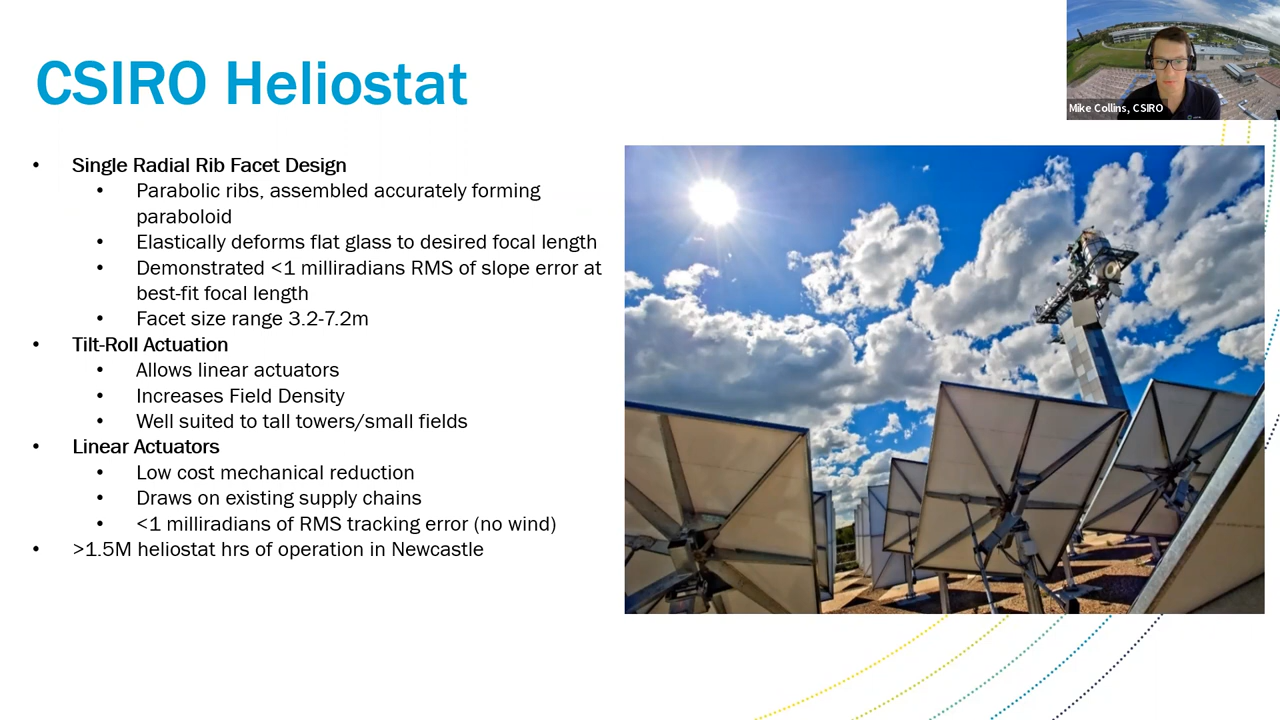 CSIRO Heliostat
Mike Collins, CSIRO
• Single Radial Rib Facet Design
• Parabolic ribs, assembled accurately forming
paraboloid
• Elastically deforms flat glass to desired focal length
• Demonstrated <1 milliradians RMS of slope error at
best-fit focal length
• Facet size range 3.2-7.2m
• Tilt-Roll Actuation
• Allows linear actuators
• Increases Field Density
• Well suited to tall towers/small fields
• Linear Actuators
• Low cost mechanical reduction
• Draws on existing supply chains
• <1 milliradians of RMS tracking error (no wind)
• >1.5M heliostat hrs of operation in Newcastle